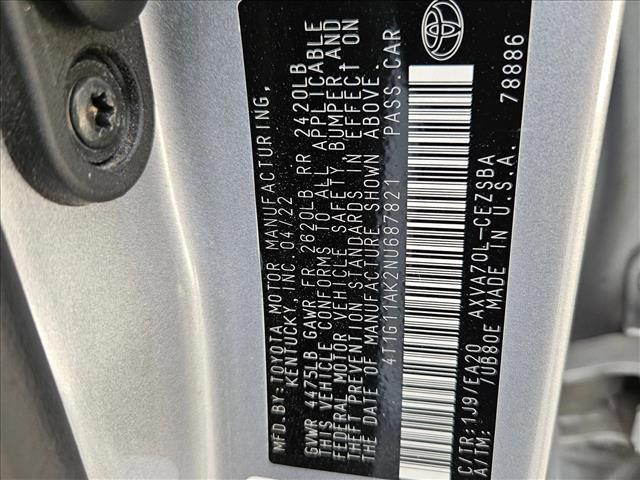 MFD.BY:TOYOTA MOTOR MANUFACTURING,
KENTUCKY, INC. 04/22
GVWR 4475LB GAWR FR 2620LB RR 2420LB
THIS VEHICLE CONFORMS TO ALL APPLICABLE
FEDERAL MOTOR VEHICLE SAFETY, BUMPER AND
THEFT PREVENTION STANDARDS IN EFFECT ON
THE DATE OF MANUFACTURE SHOWN ABOVE.
4T1G11AK2NU687821 PASS.CAR
C/TR:1J9/EA20 AXVA70L-CEZSBA
A/TM: /UB80E MADE IN U.S.A. 78886